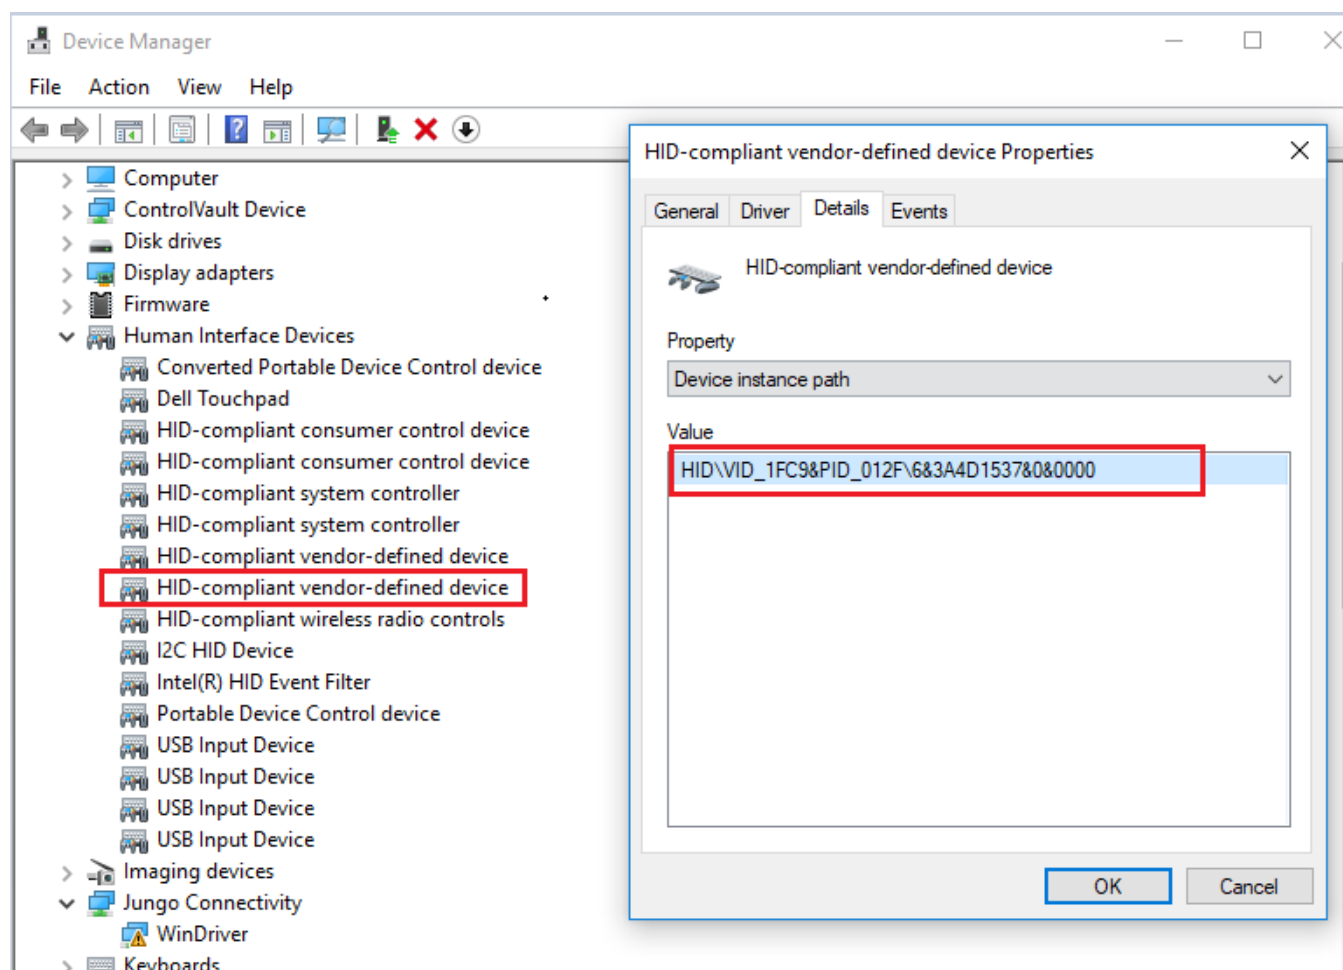 Device Manager
File Action View Help
Computer
ControlVault Device
Disk drives
Display adapters
Firmware
Human Interface Devices
Converted Portable Device Control device
Dell Touchpad
HID-compliant consumer control device
HID-compliant consumer control device
HID-compliant system controller
HID-compliant system controller
HID-compliant vendor-defined device
HID-compliant vendor-defined device
HID-compliant wireless radio controls
I2C HID Device
Intel(R) HID Event Filter
Portable Device Control device
USB Input Device
USB Input Device
USB Input Device
USB Input Device
Imaging devices
Jungo Connectivity
WinDriver
Keyboards
HID-compliant vendor-defined device Properties
General Driver Details Events
HID-compliant vendor-defined device
Property
Device instance path
Value
HID\VID_1FC9&PID_012F\6&3A4D1537&0&0000
OK Cancel